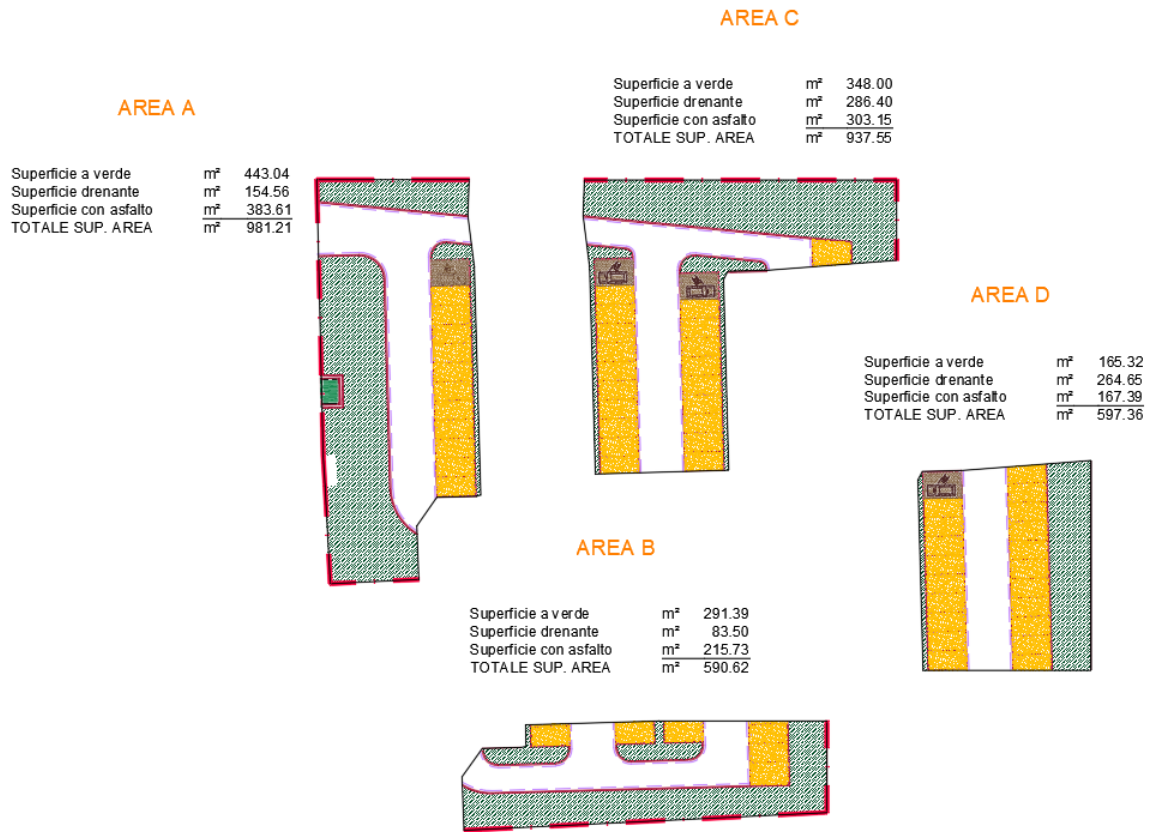 AREA C
Superficie a verde m² 348.00
Superficie drenante m² 286.40
Superficie con asfalto m² 303.15
TOTALE SUP. AREA m² 937.55
AREA A
Superficie a verde m² 443.04
Superficie drenante m² 154.56
Superficie con asfalto m² 383.61
TOTALE SUP. AREA m² 981.21
AREA D
Superficie a verde m² 165.32
Superficie drenante m² 264.65
Superficie con asfalto m² 167.39
TOTALE SUP. AREA m² 597.36
AREA B
Superficie a verde m² 291.39
Superficie drenante m² 83.50
Superficie con asfalto m² 215.73
TOTALE SUP. AREA m² 590.62